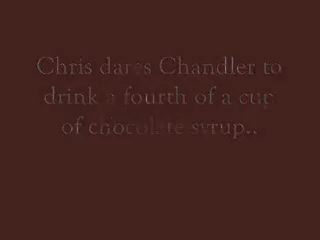 Chris dares Chandler to
drink a fourth of a cup
of chocolate syrup..